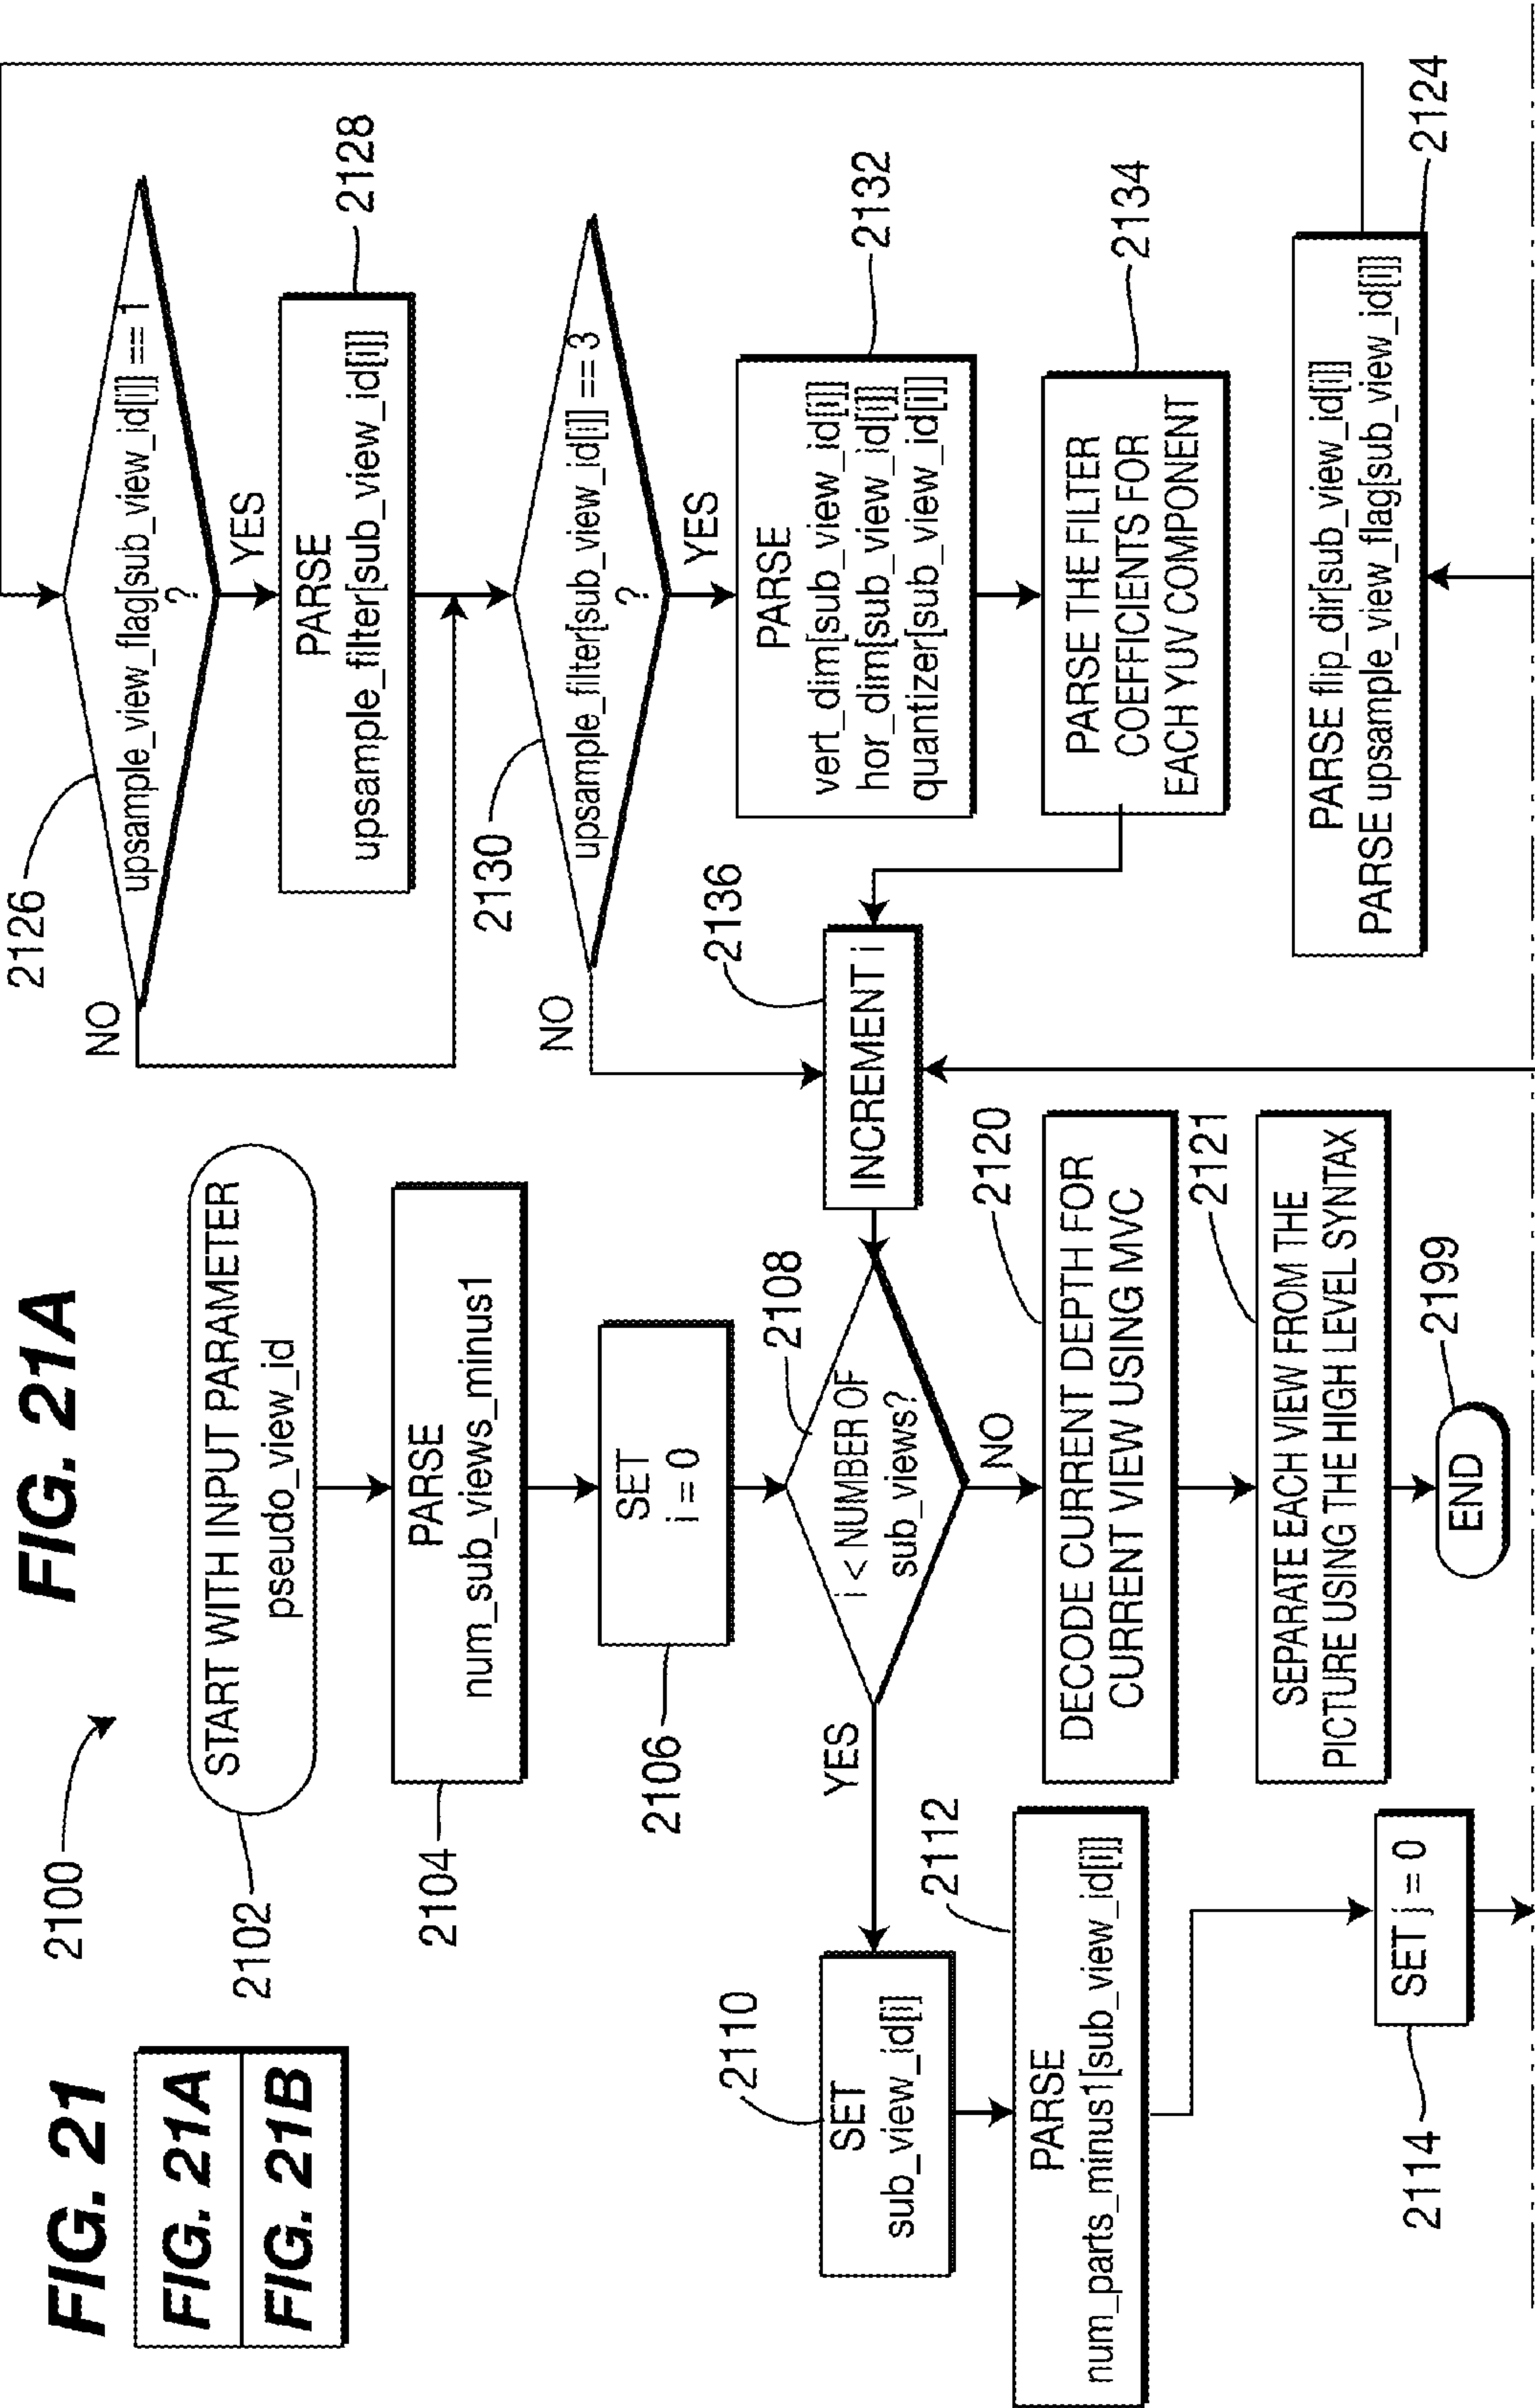 FIG. 21
FIG. 21A
FIG. 21B
FIG. 21A
2100
2102
START WITH INPUT PARAMETER
pseudo_view_id
2104
PARSE
num_sub_views_minus1
2106
SET
i = 0
2108
i < NUMBER OF
sub_views?
YES
NO
2110
SET
sub_view_id[i]
2112
PARSE
num_parts_minus1[sub_view_id[i]]
2114
SET j = 0
2120
DECODE CURRENT DEPTH FOR
CURRENT VIEW USING MVC
2121
SEPARATE EACH VIEW FROM THE
PICTURE USING THE HIGH LEVEL SYNTAX
2199
END
2126
upsample_view_flag[sub_view_id[i]] == 1
?
NO
YES
2128
PARSE
upsample_filter[sub_view_id[i]]
2130
upsample_filter[sub_view_id[i]] == 3
?
NO
YES
2132
PARSE
vert_dim[sub_view_id[i]]
hor_dim[sub_view_id[i]]
quantizer[sub_view_id[i]]
2134
PARSE THE FILTER
COEFFICIENTS FOR
EACH YUV COMPONENT
2136
INCREMENT i
2124
PARSE flip_dir[sub_view_id[i]]
PARSE upsample_view_flag[sub_view_id[i]]